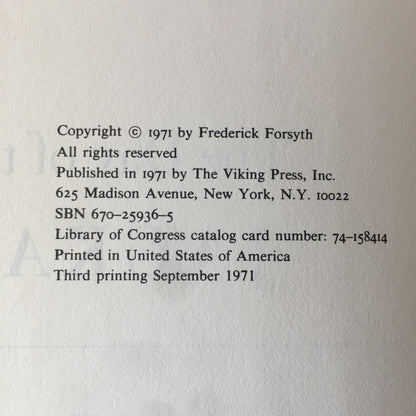 Copyright © 1971 by Frederick Forsyth
All rights reserved
Published in 1971 by The Viking Press, Inc.
625 Madison Avenue, New York, N.Y. 10022
SBN 670-25936-5
Library of Congress catalog card number: 74-158414
Printed in United States of America
Third printing September 1971